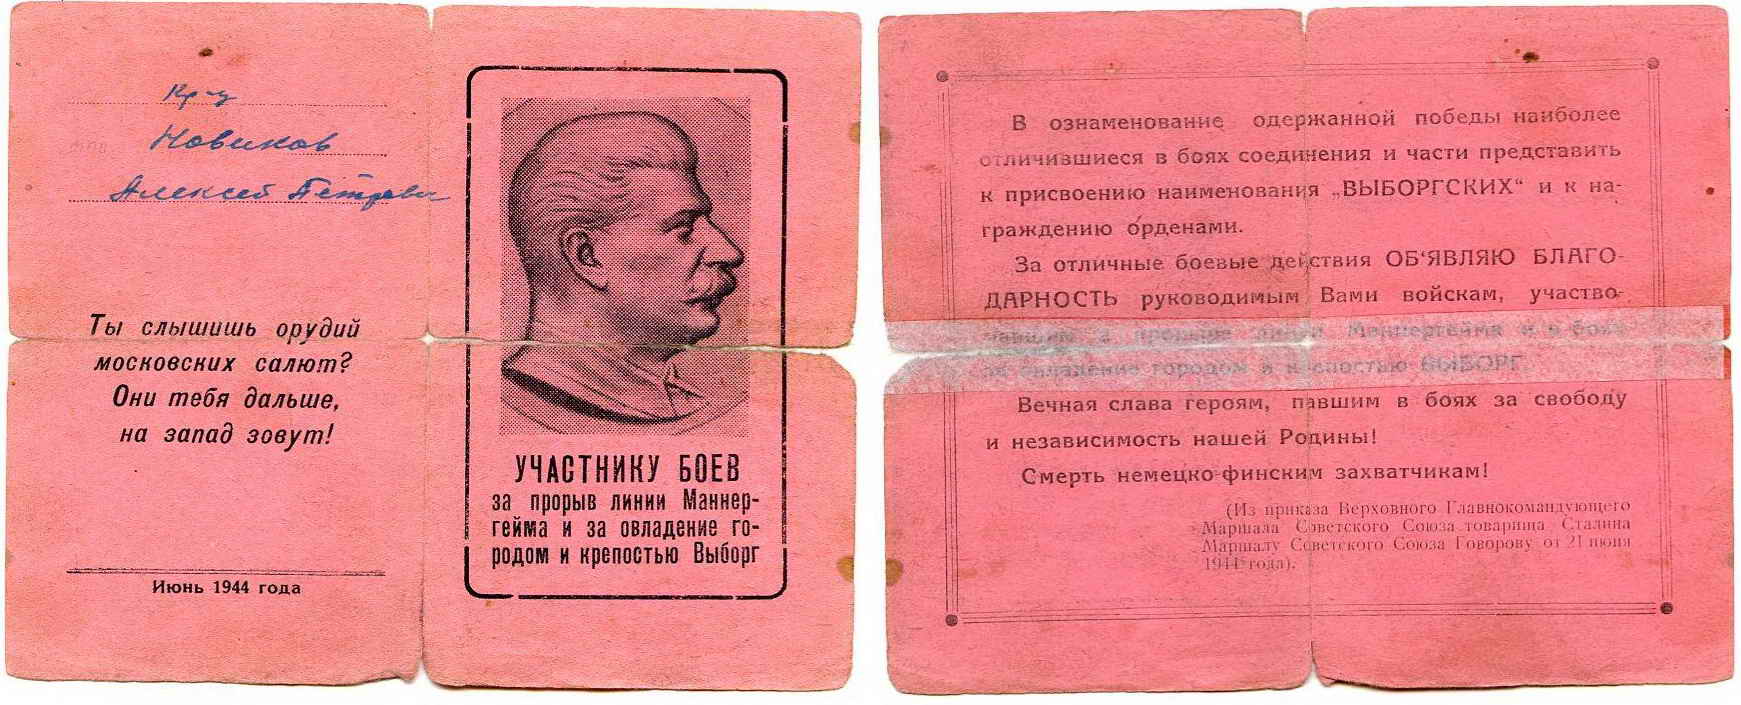 Кр-у
Новиков
Алексей Петрович
Ты слышишь орудий
московских салют?
Они тебя дальше,
на запад зовут!
Июнь 1944 года
УЧАСТНИКУ БОЕВ
за прорыв линии Маннер-
гейма и за овладение го-
родом и крепостью Выборг
В ознаменование одержанной победы наиболее
отличившиеся в боях соединения и части представить
к присвоению наименования „ВЫБОРГСКИХ“ и к на-
граждению орденами.
За отличные боевые действия ОБ‘ЯВЛЯЮ БЛАГО-
ДАРНОСТЬ руководимым Вами войскам, участво-
вавшим в прорыве линии Маннергейма и в боях
за овладение городом и крепостью ВЫБОРГ.
Вечная слава героям, павшим в боях за свободу
и независимость нашей Родины!
Смерть немецко-финским захватчикам!
(Из приказа Верховного Главнокомандующего
Маршала Советского Союза товарища Сталина
Маршалу Советского Союза Говорову от 21 июня
1944 года).